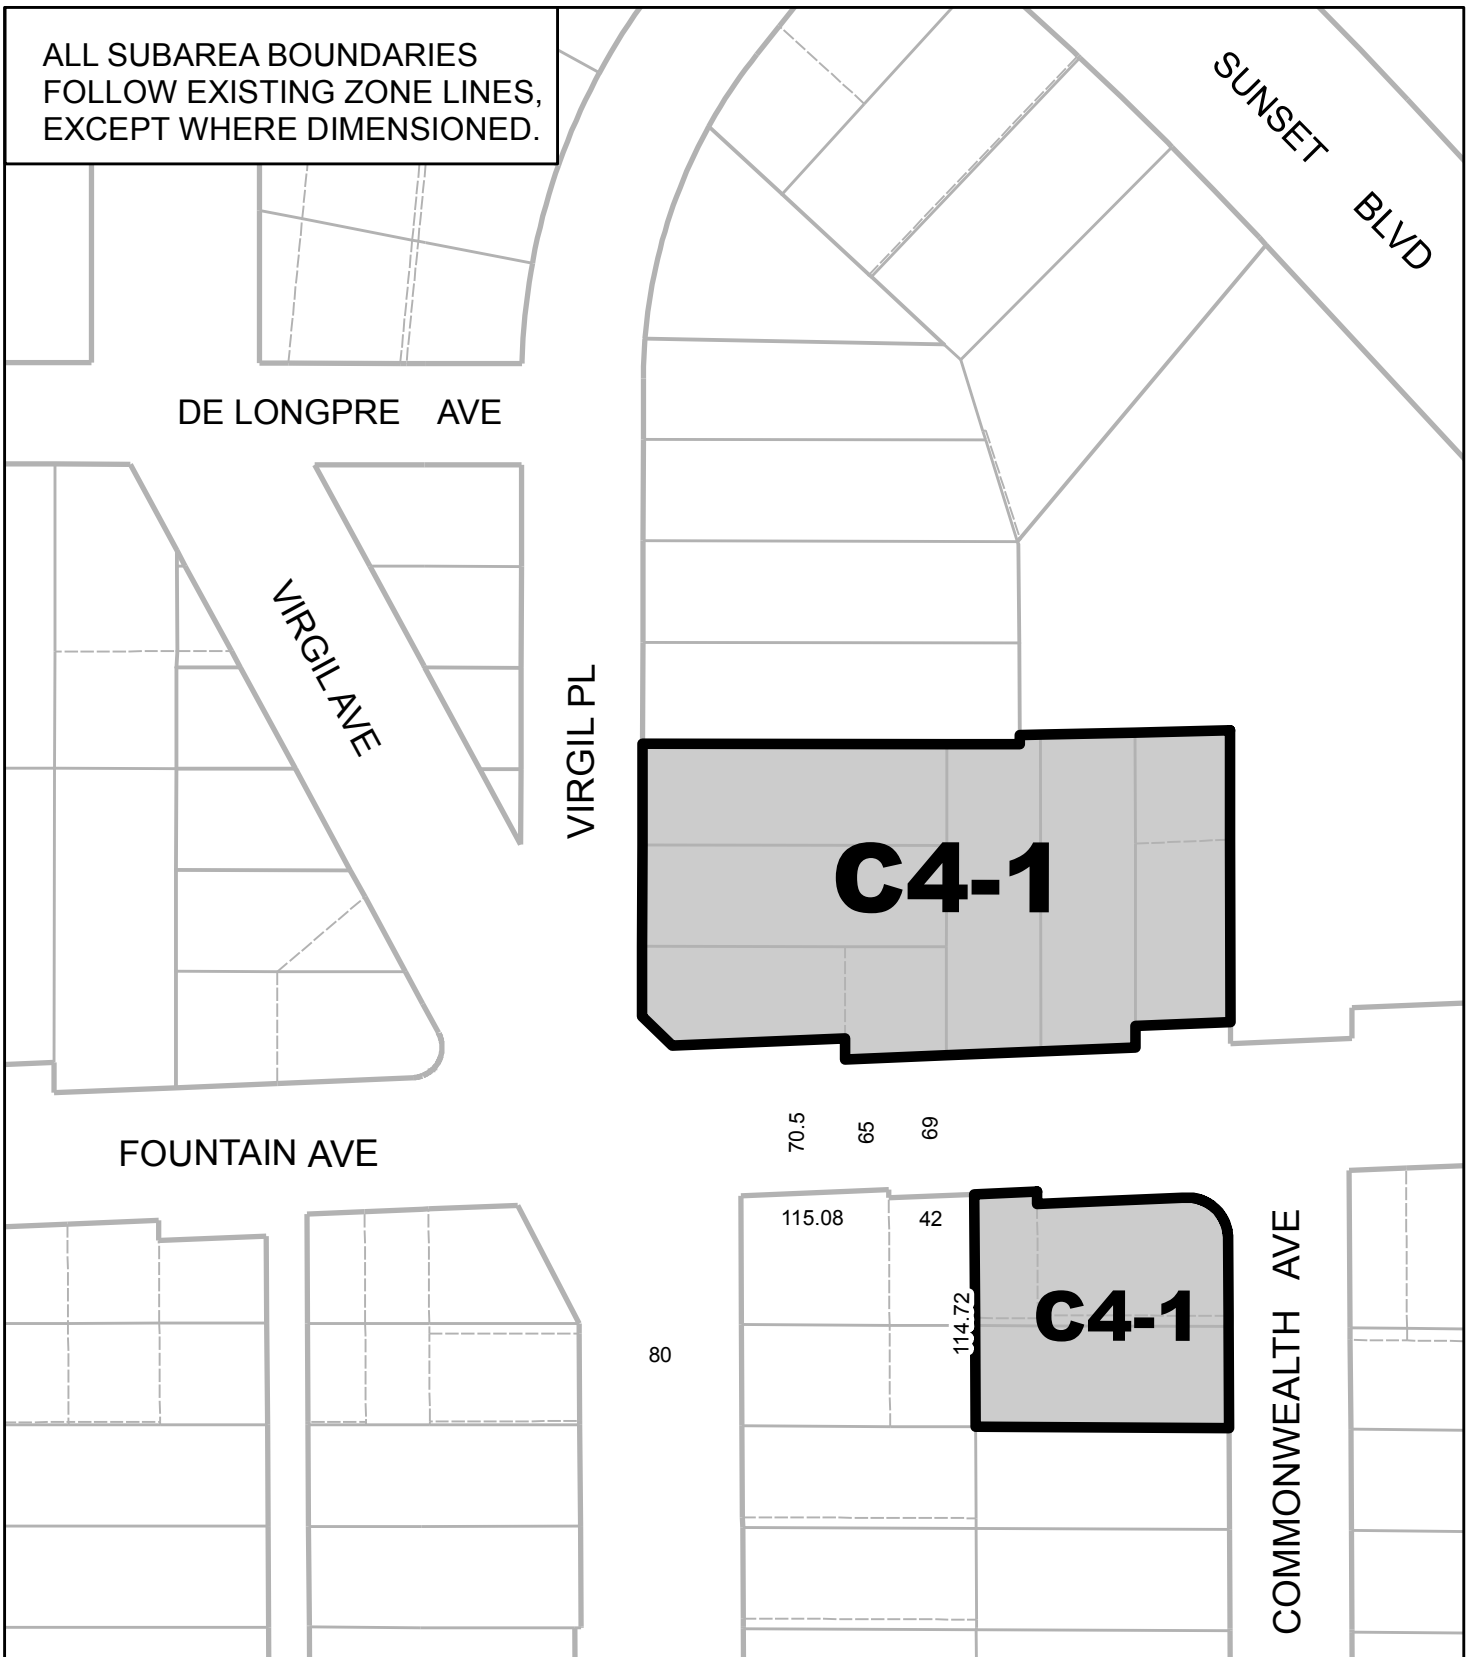 ALL SUBAREA BOUNDARIES
FOLLOW EXISTING ZONE LINES,
EXCEPT WHERE DIMENSIONED.
SUNSET BLVD
DE LONGPRE AVE
VIRGIL AVE
VIRGIL PL
C4-1
FOUNTAIN AVE
70.5
65
69
115.08
42
114.72
C4-1
80
COMMONWEALTH AVE